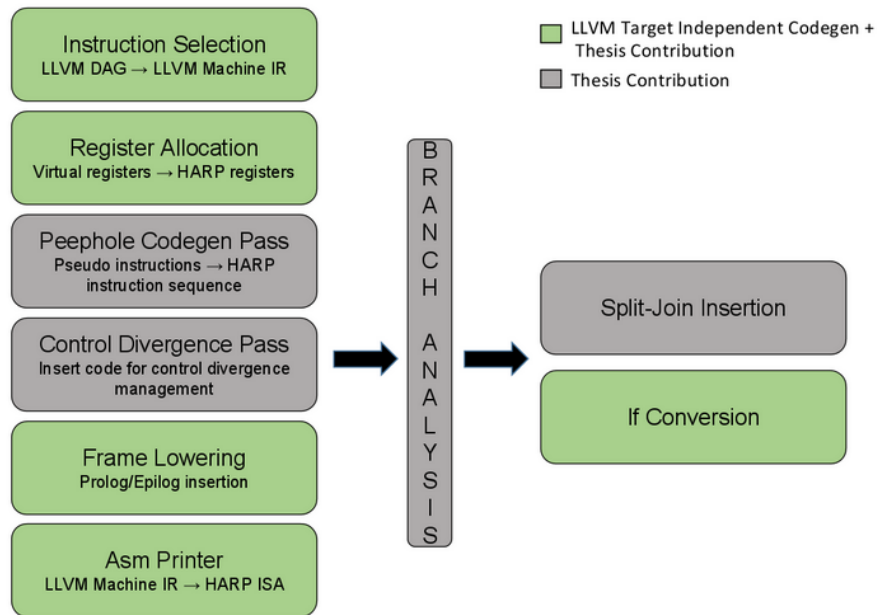 Instruction Selection
LLVM DAG → LLVM Machine IR
Register Allocation
Virtual registers → HARP registers
Peephole Codegen Pass
Pseudo instructions → HARP
instruction sequence
Control Divergence Pass
Insert code for control divergence
management
Frame Lowering
Prolog/Epilog insertion
Asm Printer
LLVM Machine IR → HARP ISA
BRANCH ANALYSIS
LLVM Target Independent Codegen +
Thesis Contribution
Thesis Contribution
Split-Join Insertion
If Conversion